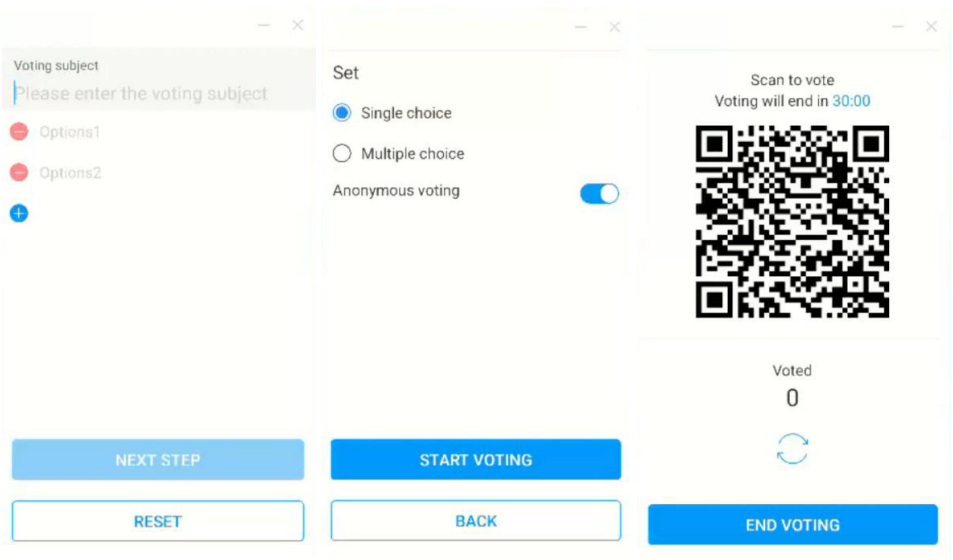 Voting subject
Please enter the voting subject
Options1
Options2
NEXT STEP
RESET
Set
Single choice
Multiple choice
Anonymous voting
START VOTING
BACK
Scan to vote
Voting will end in 30:00
Voted
0
END VOTING